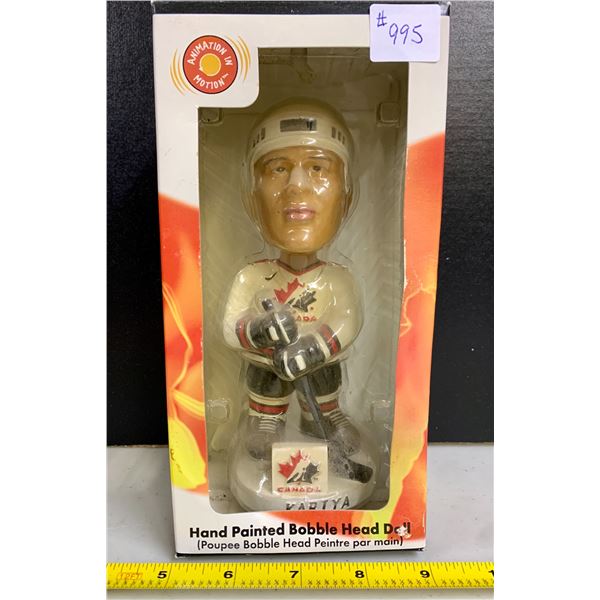 #995
ANIMATION IN
MOTION
CANADA
KARIYA
Hand Painted Bobble Head Doll
(Poupee Bobble Head Peintre par main)
5 6 7 8 9 1